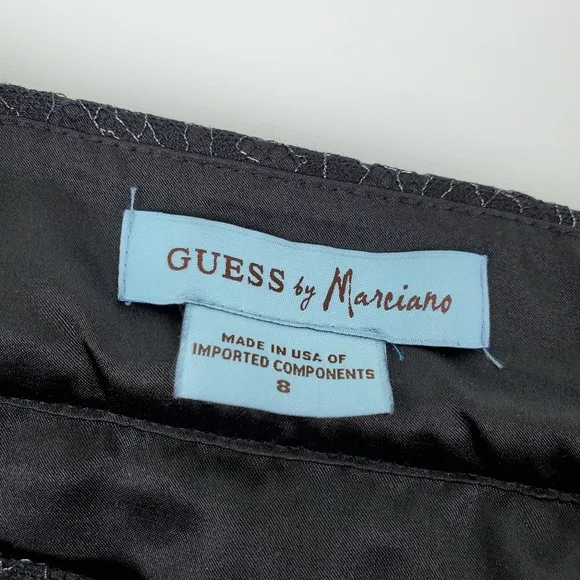 GUESS by Marciano
MADE IN USA OF
IMPORTED COMPONENTS
8